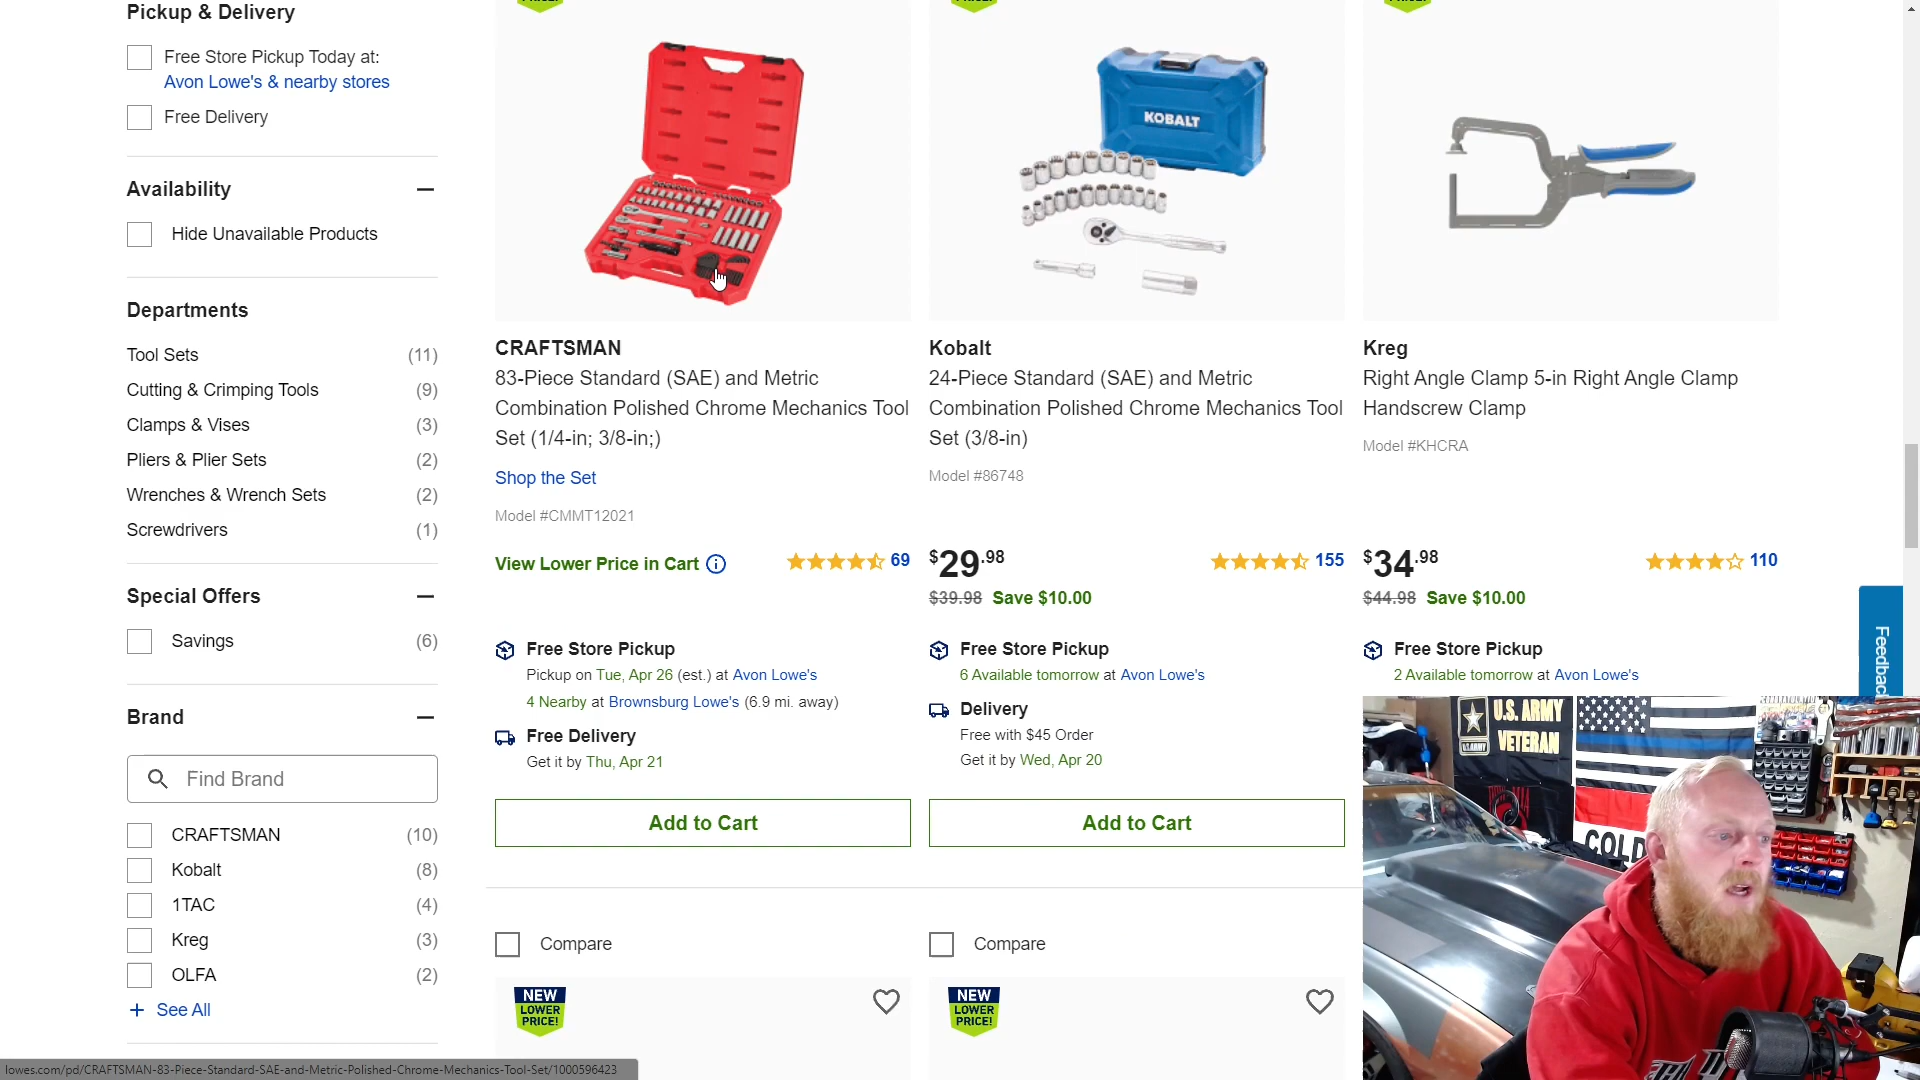 Pickup & Delivery
Free Store Pickup Today at:
Avon Lowe's & nearby stores
Free Delivery
Availability
Hide Unavailable Products
Departments
Tool Sets (11)
Cutting & Crimping Tools (9)
Clamps & Vises (3)
Pliers & Plier Sets (2)
Wrenches & Wrench Sets (2)
Screwdrivers (1)
Special Offers
Savings (6)
Brand
Find Brand
CRAFTSMAN (10)
Kobalt (8)
1TAC (4)
Kreg (3)
OLFA (2)
+ See All
CRAFTSMAN
83-Piece Standard (SAE) and Metric
Combination Polished Chrome Mechanics Tool
Set (1/4-in; 3/8-in;)
Shop the Set
Model #CMMT12021
View Lower Price in Cart
69
Free Store Pickup
Pickup on Tue, Apr 26 (est.) at Avon Lowe's
4 Nearby at Brownsburg Lowe's (6.9 mi. away)
Free Delivery
Get it by Thu, Apr 21
Add to Cart
Compare
NEW
LOWER
PRICE!
KOBALT
Kobalt
24-Piece Standard (SAE) and Metric
Combination Polished Chrome Mechanics Tool
Set (3/8-in)
Model #86748
$29.98
155
$39.98 Save $10.00
Free Store Pickup
6 Available tomorrow at Avon Lowe's
Delivery
Free with $45 Order
Get it by Wed, Apr 20
Add to Cart
Compare
NEW
LOWER
PRICE!
Kreg
Right Angle Clamp 5-in Right Angle Clamp
Handscrew Clamp
Model #KHCRA
$34.98
110
$44.98 Save $10.00
Free Store Pickup
2 Available tomorrow at Avon Lowe's
Feedbac
U.S. ARMY
VETERAN
COLD
lowes.com/pd/CRAFTSMAN-83-Piece-Standard-SAE-and-Metric-Polished-Chrome-Mechanics-Tool-Set/1000596423